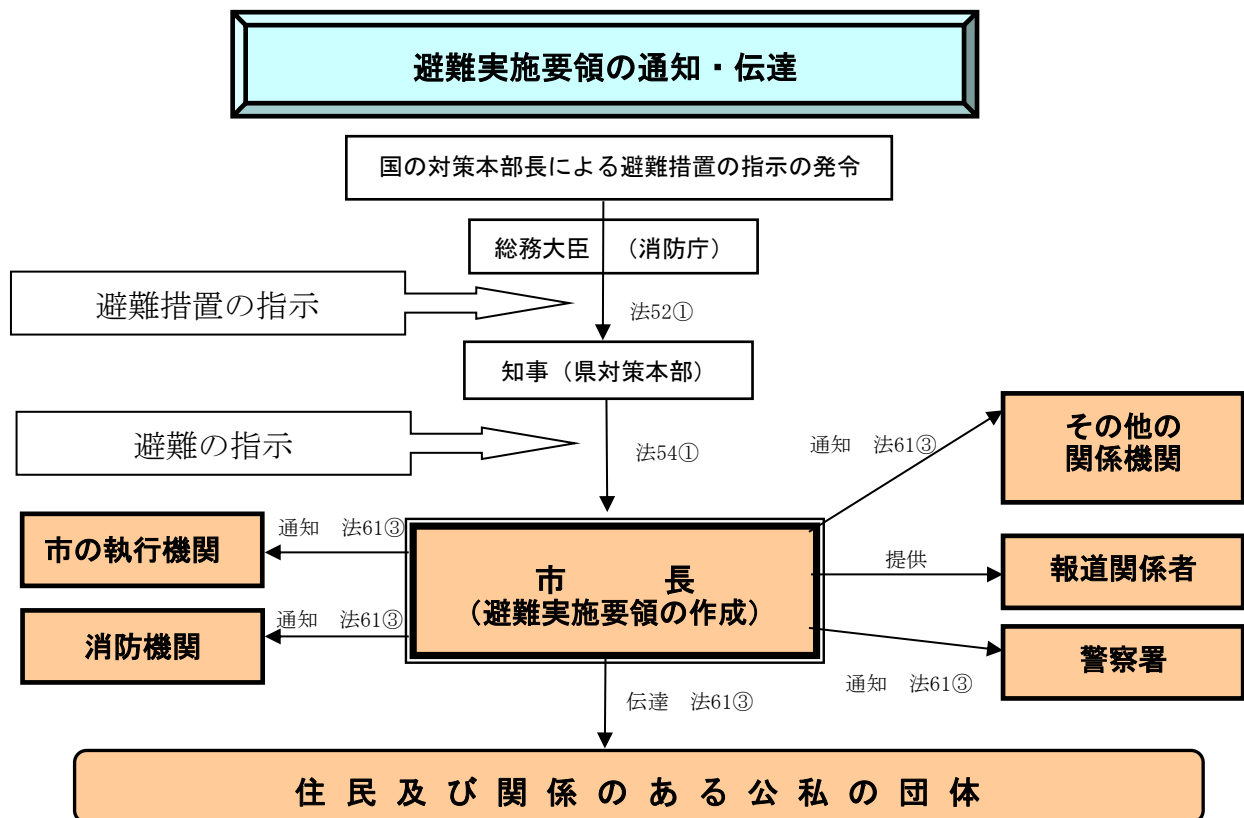 避難実施要領の通知・伝達
国の対策本部長による避難措置の指示の発令
総務大臣　（消防庁）
避難措置の指示
法52①
知事（県対策本部）
避難の指示
法54①
通知　法61③
その他の
関係機関
市の執行機関
通知　法61③
市　　　長
（避難実施要領の作成）
提供
報道関係者
消防機関
通知　法61③
通知　法61③
警察署
伝達　法61③
住民及び関係のある公私の団体